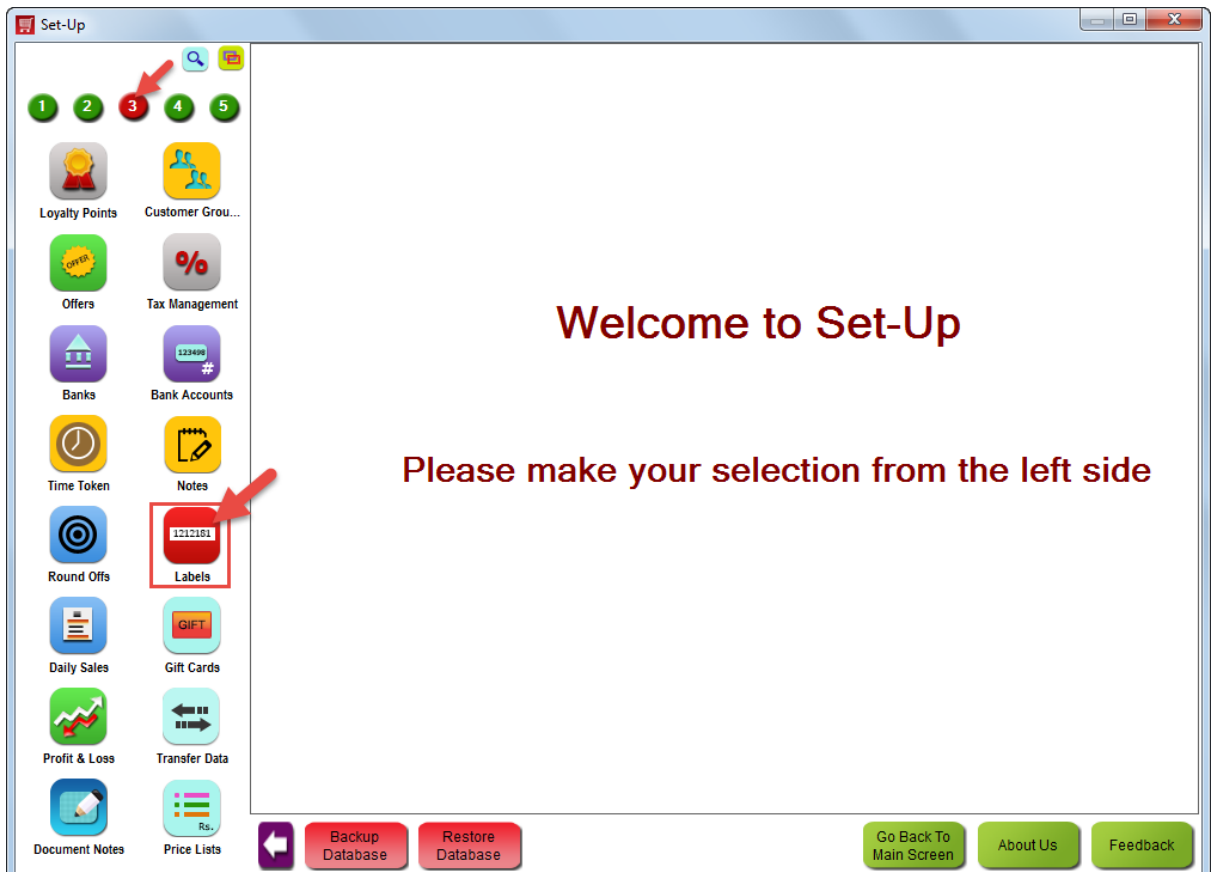 Set-Up
1 2 3 4 5
Loyalty Points
Customer Grou...
OFFER
Offers
%
Tax Management
Banks
123498
#
Bank Accounts
Time Token
Notes
Round Offs
1212181
Labels
Daily Sales
GIFT
Gift Cards
Profit & Loss
Transfer Data
Document Notes
Rs.
Price Lists
Welcome to Set-Up
Please make your selection from the left side
Backup
Database
Restore
Database
Go Back To
Main Screen
About Us
Feedback